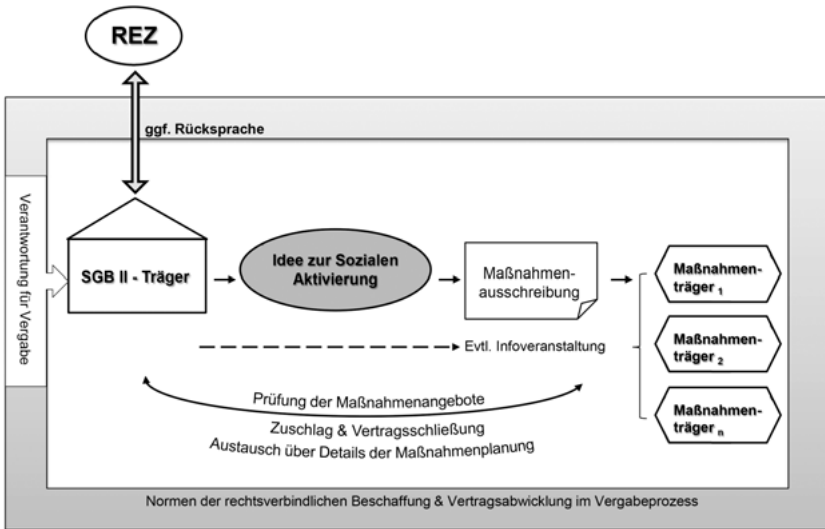 REZ
ggf. Rücksprache
Verantwortung für Vergabe
SGB II - Träger
Idee zur Sozialen
Aktivierung
Maßnahmen-
ausschreibung
Maßnahmen-
träger 1
Evtl. Infoveranstaltung
Maßnahmen-
träger 2
Maßnahmen-
träger n
Prüfung der Maßnahmenangebote
Zuschlag & Vertragsschließung
Austausch über Details der Maßnahmenplanung
Normen der rechtsverbindlichen Beschaffung & Vertragsabwicklung im Vergabeprozess